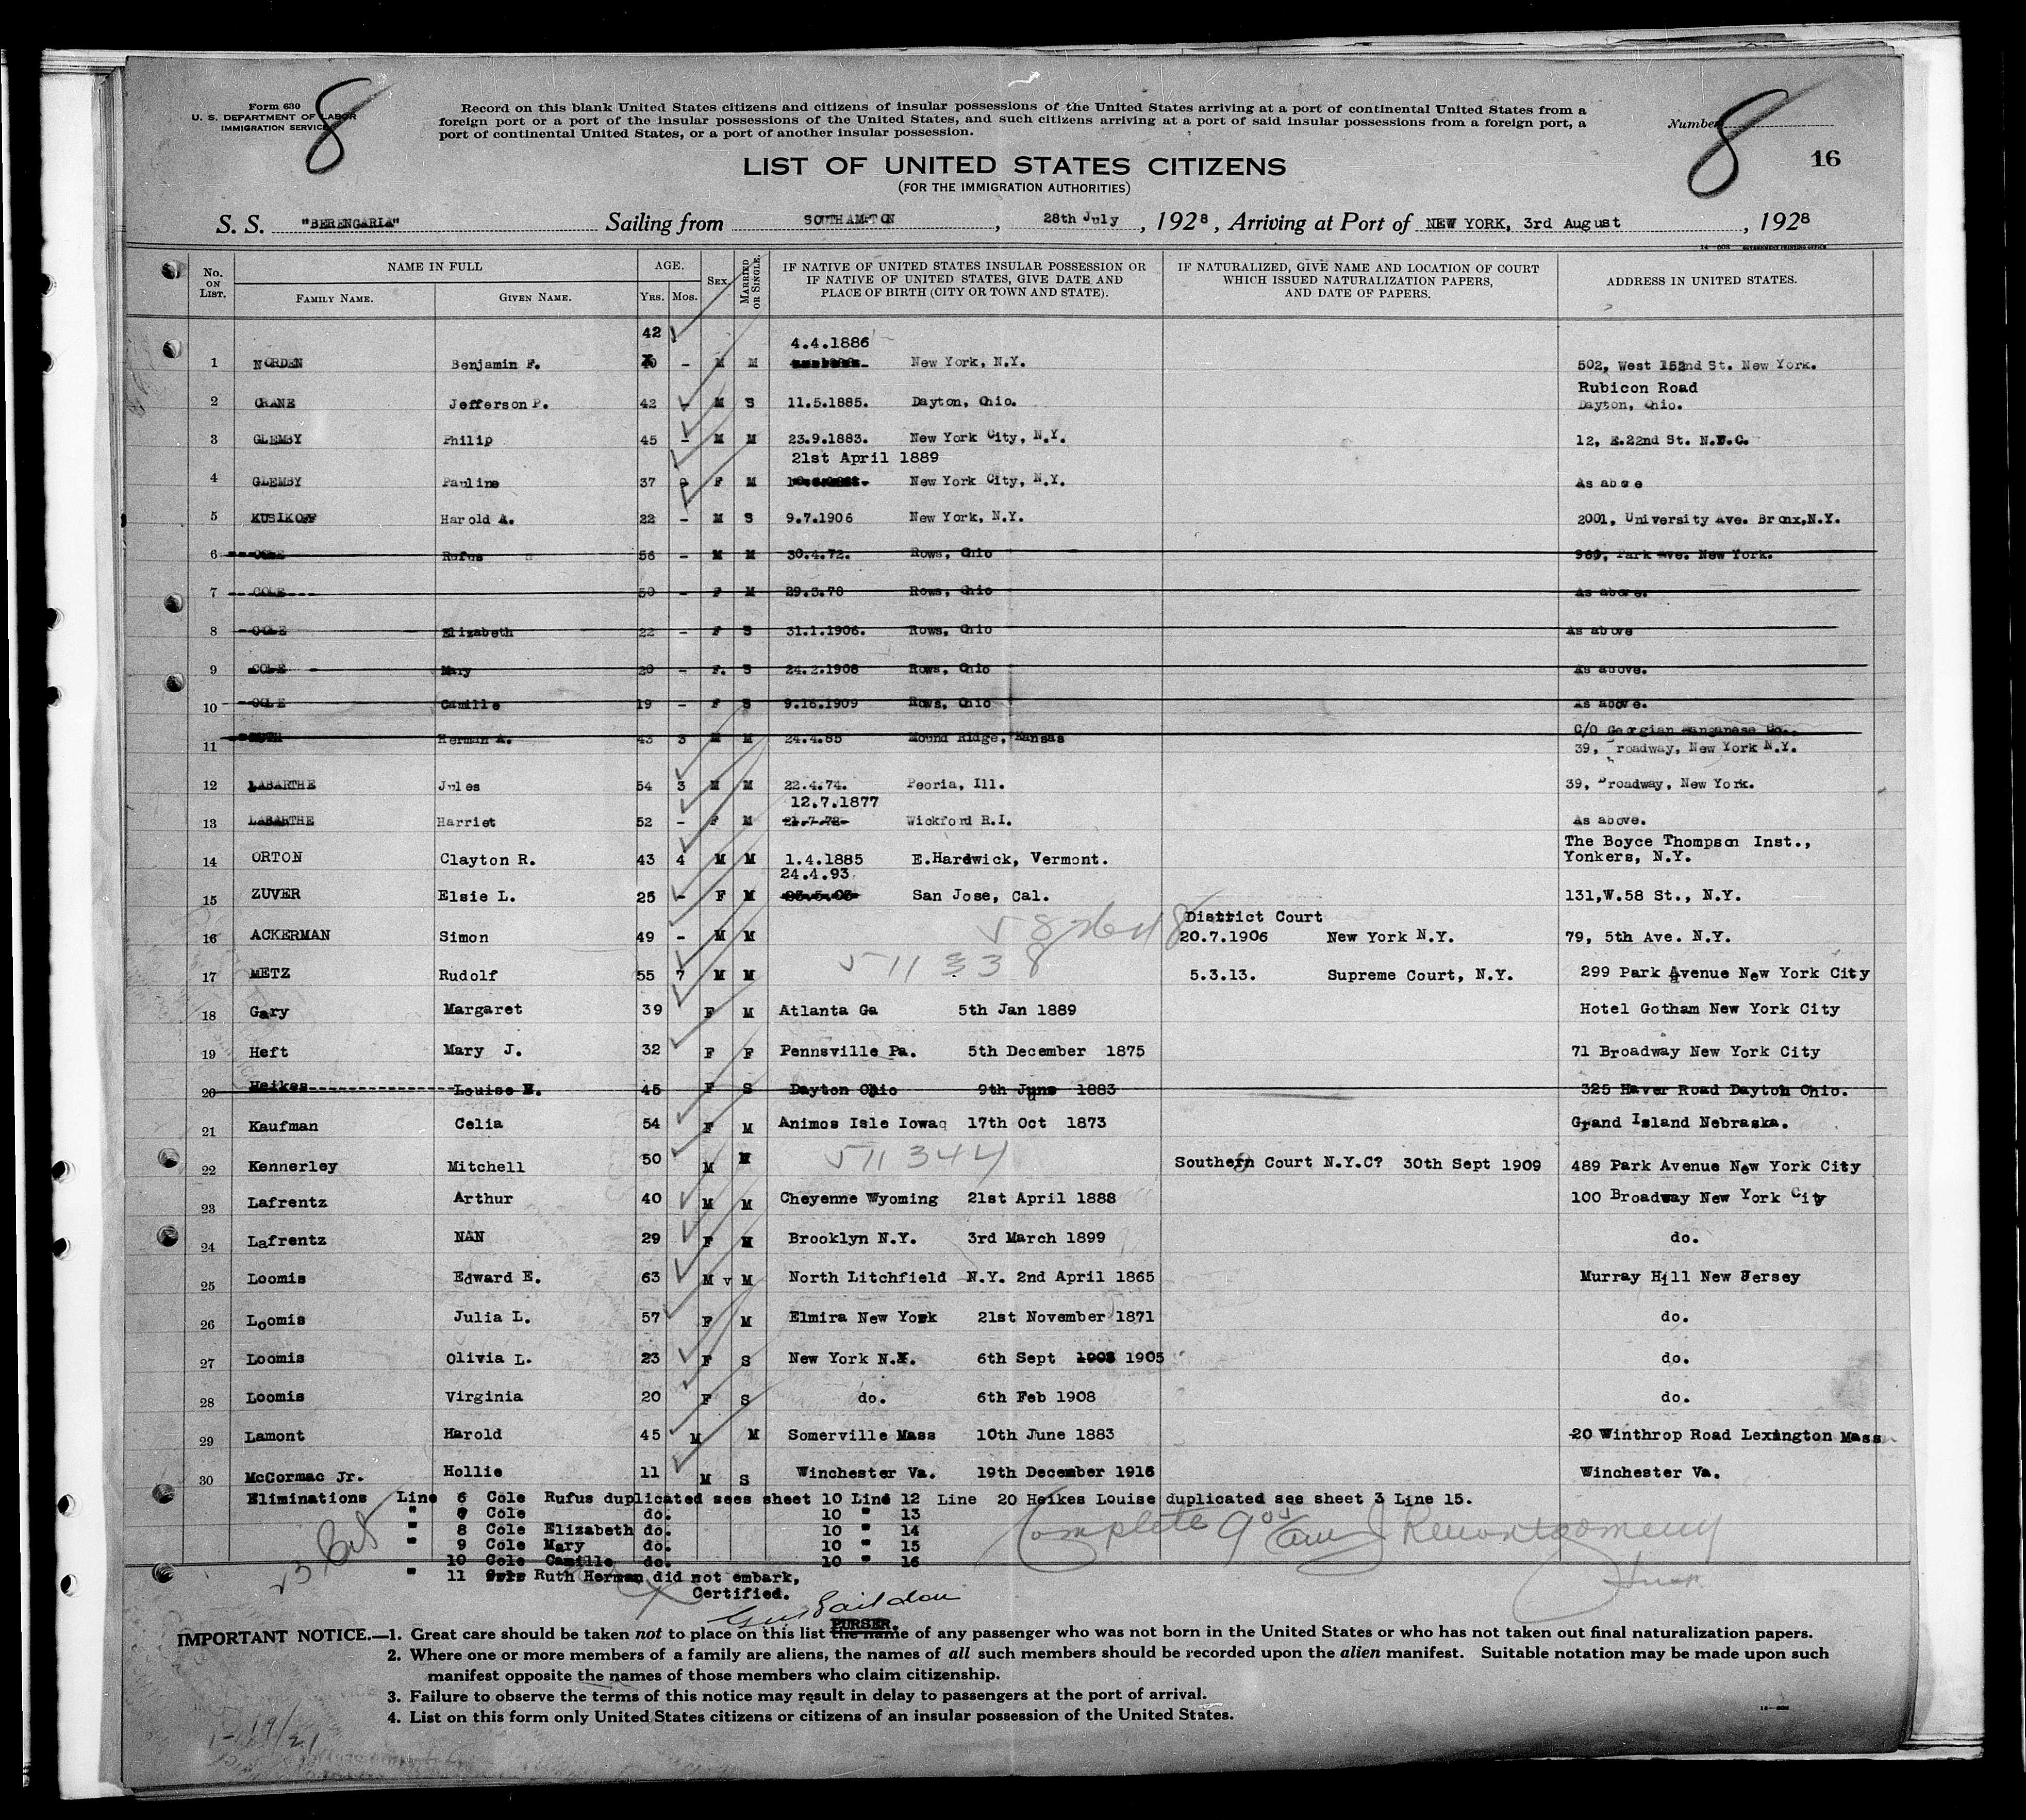 Form 630
U. S. DEPARTMENT OF LABOR
IMMIGRATION SERVICE
8
Record on this blank United States citizens and citizens of insular possessions of the United States arriving at a port of continental United States from a
foreign port or a port of the insular possessions of the United States, and such citizens arriving at a port of said insular possessions from a foreign port, a
port of continental United States, or a port of another insular possession.
Number
8
16
LIST OF UNITED STATES CITIZENS
(FOR THE IMMIGRATION AUTHORITIES)
S. S. "BERENGARIA" Sailing from SOUTHAMPTON, 28th July, 1928, Arriving at Port of NEW YORK, 3rd August, 1928
No. ON LIST. NAME IN FULL FAMILY NAME. GIVEN NAME. AGE. YRS. MOS. SEX MARRIED OR SINGLE. IF NATIVE OF UNITED STATES INSULAR POSSESSION OR IF NATIVE OF UNITED STATES, GIVE DATE AND PLACE OF BIRTH (CITY OR TOWN AND STATE). IF NATURALIZED, GIVE NAME AND LOCATION OF COURT WHICH ISSUED NATURALIZATION PAPERS, AND DATE OF PAPERS. ADDRESS IN UNITED STATES.
42 4.4.1886
1 NORDEN Benjamin F. - M M New York, N.Y. 502, West 152nd St. New York.
Rubicon Road
2 CRANE Jefferson P. 42 - M S 11.5.1885. Dayton, Ohio. Dayton, Ohio.
3 GLEMBY Philip 45 - M M 23.9.1883. New York City, N.Y. 12, E.22nd St. N.Y.C.
21st April 1889
4 GLEMBY Pauline 37 F M New York City, N.Y. As above
5 KUSIKOFF Harold A. 22 - M S 9.7.1906 New York, N.Y. 2001, University Ave. Bronx,N.Y.
6 COLE Rufus 56 - M M 30.4.72. Rows, Ohio Park Ave. New York.
7 COLE 50 - F M 29.3.78 Rows, Ohio As above.
8 COLE Elizabeth 22 - F S 31.1.1906. Rows, Ohio As above
9 COLE Mary 20 - F. S 24.2.1908 Rows, Ohio As above.
10 COLE Camille 19 - F S 9.16.1909 Rows, Ohio As above.
C/O Georgian Manganese Co.,
11 RUTH Herman A. 43 3 M M 24.4.85 Mound Ridge, Kansas 39, Broadway, New York N.Y.
12 LABARTHE Jules 54 3 M M 22.4.74. Peoria, Ill. 39, Broadway, New York.
12.7.1877
13 LABARTHE Harriet 52 - F M 21-7-72- Wickford R.I. As above.
The Boyce Thompson Inst.,
14 ORTON Clayton R. 43 4 M M 1.4.1885 E.Hardwick, Vermont. Yonkers, N.Y.
24.4.93
15 ZUVER Elsie L. 25 - F M San Jose, Cal. 131,W.58 St., N.Y.
District Court
16 ACKERMAN Simon 49 - M M 20.7.1906 New York N.Y. 79, 5th Ave. N.Y.
17 METZ Rudolf 55 7 M M 5.3.13. Supreme Court, N.Y. 299 Park Avenue New York City
18 Gary Margaret 39 F M Atlanta Ga 5th Jan 1889 Hotel Gotham New York City
19 Heft Mary J. 32 F F Pennsville Pa. 5th December 1875 71 Broadway New York City
20 Heikes Louise E. 45 F S Dayton Ohio 9th June 1883 325 Haver Road Dayton Ohio.
21 Kaufman Celia 54 F M Animos Isle Iowaq 17th Oct 1873 Grand Island Nebraska.
22 Kennerley Mitchell 50 M M 511344 Southern Court N.Y.C? 30th Sept 1909 489 Park Avenue New York City
23 Lafrentz Arthur 40 M M Cheyenne Wyoming 21st April 1888 100 Broadway New York City
24 Lafrentz NAN 29 F M Brooklyn N.Y. 3rd March 1899 do.
25 Loomis Edward E. 63 M v M North Litchfield N.Y. 2nd April 1865 Murray Hill New Jersey
26 Loomis Julia L. 57 F M Elmira New York 21st November 1871 do.
27 Loomis Olivia L. 23 F S New York N.Y. 6th Sept 1905 do.
28 Loomis Virginia 20 F S do. 6th Feb 1908 do.
29 Lamont Harold 45 M M Somerville Mass 10th June 1883 20 Winthrop Road Lexington Mass
30 McCormac Jr. Hollie 11 M S Winchester Va. 19th December 1916 Winchester Va.
Eliminations Line 6 Cole Rufus duplicated sees sheet 10 Line 12 Line 20 Heikes Louise duplicated see sheet 3 Line 15.
" 7 Cole do. 10 " 13
" 8 Cole Elizabeth do. 10 " 14
" 9 Cole Mary do. 10 " 15
10 Cole Camille do. 10 " 16
" 11 Ruth Herman did not embark,
Complete
Certified.
PURSER.
IMPORTANT NOTICE.—1. Great care should be taken not to place on this list the name of any passenger who was not born in the United States or who has not taken out final naturalization papers.
2. Where one or more members of a family are aliens, the names of all such members should be recorded upon the alien manifest. Suitable notation may be made upon such
manifest opposite the names of those members who claim citizenship.
3. Failure to observe the terms of this notice may result in delay to passengers at the port of arrival.
4. List on this form only United States citizens or citizens of an insular possession of the United States.